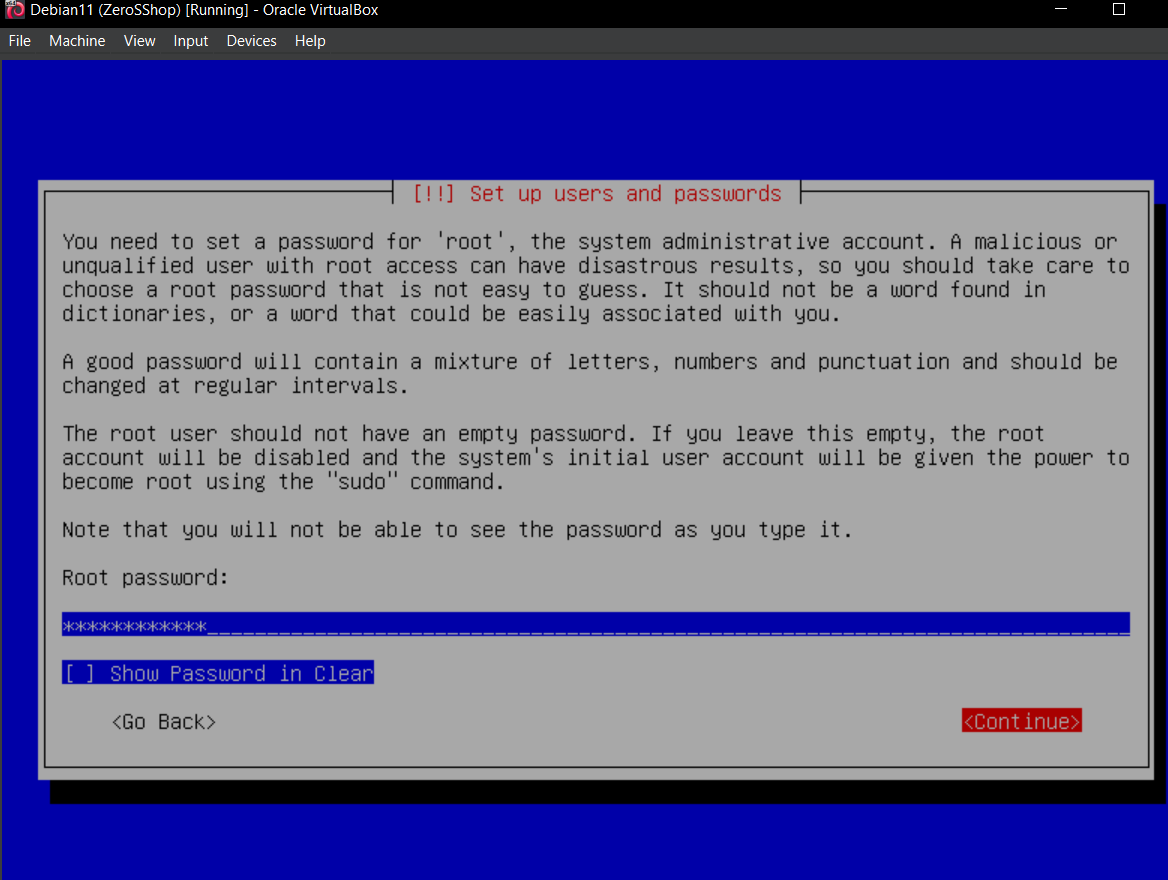 Debian11 (ZeroSShop) [Running] - Oracle VirtualBox
File Machine View Input Devices Help
[!!] Set up users and passwords
You need to set a password for 'root', the system administrative account. A malicious or
unqualified user with root access can have disastrous results, so you should take care to
choose a root password that is not easy to guess. It should not be a word found in
dictionaries, or a word that could be easily associated with you.
A good password will contain a mixture of letters, numbers and punctuation and should be
changed at regular intervals.
The root user should not have an empty password. If you leave this empty, the root
account will be disabled and the system's initial user account will be given the power to
become root using the "sudo" command.
Note that you will not be able to see the password as you type it.
Root password:
************
[ ] Show Password in Clear
<Go Back> <Continue>